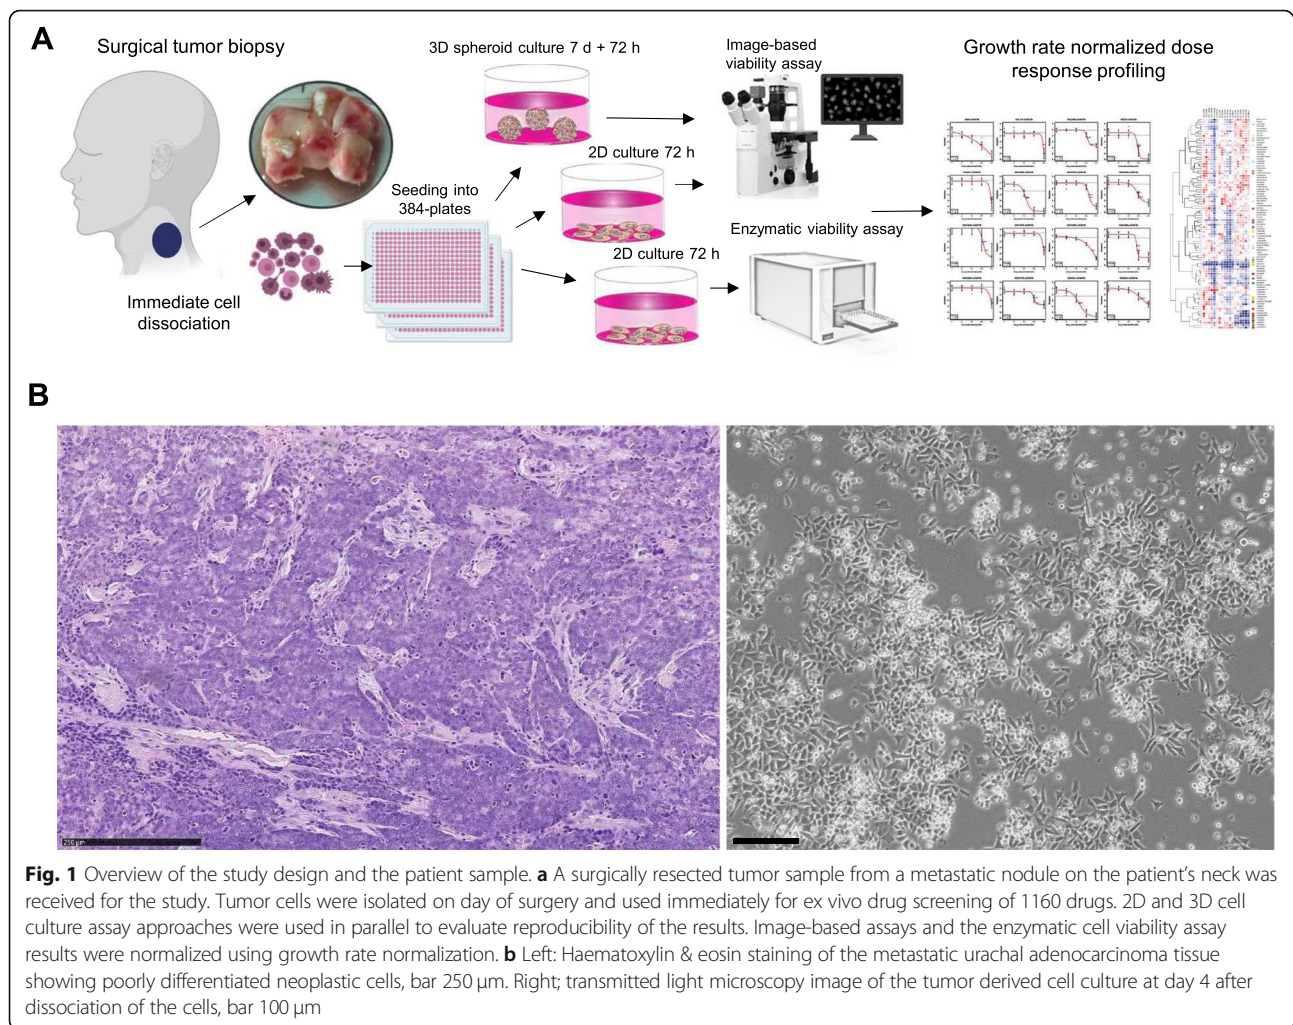 A
Surgical tumor biopsy
3D spheroid culture 7 d + 72 h
Image-based
viability assay
Growth rate normalized dose
response profiling
2D culture 72 h
Seeding into
384-plates
Enzymatic viability assay
2D culture 72 h
Immediate cell
dissociation
B
250 µm
Fig. 1 Overview of the study design and the patient sample. a A surgically resected tumor sample from a metastatic nodule on the patient’s neck was
received for the study. Tumor cells were isolated on day of surgery and used immediately for ex vivo drug screening of 1160 drugs. 2D and 3D cell
culture assay approaches were used in parallel to evaluate reproducibility of the results. Image-based assays and the enzymatic cell viability assay
results were normalized using growth rate normalization. b Left: Haematoxylin & eosin staining of the metastatic urachal adenocarcinoma tissue
showing poorly differentiated neoplastic cells, bar 250 µm. Right; transmitted light microscopy image of the tumor derived cell culture at day 4 after
dissociation of the cells, bar 100 µm